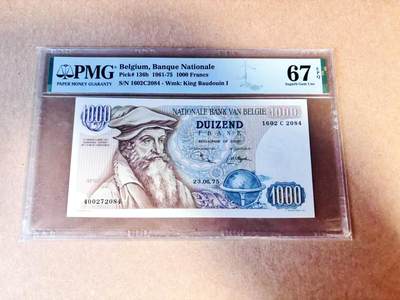 PMG
PAPER MONEY GUARANTY
Belgium, Banque Nationale
Pick# 136b 1961-75 1000 Francs
S/N 1602C2084 - Wmk: King Baudouin I
67 EPQ
Superb Gem Unc
1000
NATIONALE BANK VAN BELGIE
1000
DUIZEND
FRANK
1602 C 2084
23.06.75
400272084
1000